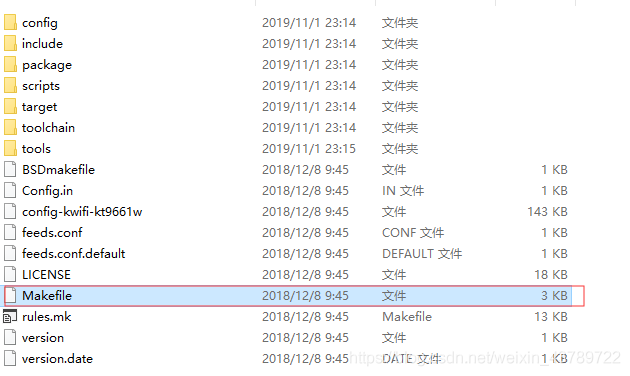 config 2019/11/1 23:14 文件夹
include 2019/11/1 23:14 文件夹
package 2019/11/1 23:14 文件夹
scripts 2019/11/1 23:14 文件夹
target 2019/11/1 23:14 文件夹
toolchain 2019/11/1 23:14 文件夹
tools 2019/11/1 23:15 文件夹
BSDmakefile 2018/12/8 9:45 文件 1 KB
Config.in 2018/12/8 9:45 IN 文件 1 KB
config-kwifi-kt9661w 2018/12/8 9:45 文件 143 KB
feeds.conf 2018/12/8 9:45 CONF 文件 1 KB
feeds.conf.default 2018/12/8 9:45 DEFAULT 文件 1 KB
LICENSE 2018/12/8 9:45 文件 18 KB
Makefile 2018/12/8 9:45 文件 3 KB
rules.mk 2018/12/8 9:45 Makefile 13 KB
version 2018/12/8 9:45 文件 1 KB
version.date 2018/12/8 9:45 DATE 文件 1 KB